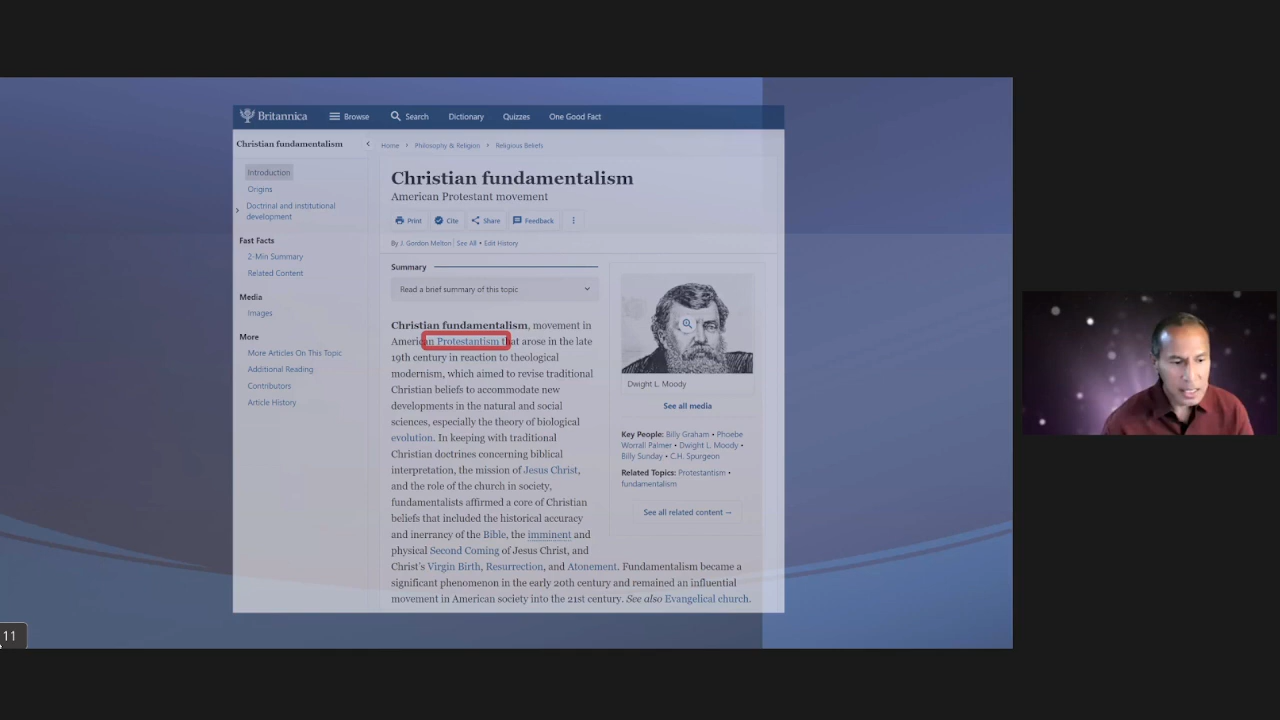 Britannica
Browse
Search
Dictionary
Quizzes
One Good Fact
Christian fundamentalism
Introduction
Origins
Doctrinal and institutional
development
Fast Facts
2-Min Summary
Related Content
Media
Images
More
More Articles On This Topic
Additional Reading
Contributors
Article History
Home › Philosophy & Religion › Religious Beliefs
Christian fundamentalism
American Protestant movement
Print
Cite
Share
Feedback
By J. Gordon Melton | See All • Edit History
Summary
Read a brief summary of this topic
Christian fundamentalism, movement in
American Protestantism that arose in the late
19th century in reaction to theological
modernism, which aimed to revise traditional
Christian beliefs to accommodate new
developments in the natural and social
sciences, especially the theory of biological
evolution. In keeping with traditional
Christian doctrines concerning biblical
interpretation, the mission of Jesus Christ,
and the role of the church in society,
fundamentalists affirmed a core of Christian
beliefs that included the historical accuracy
and inerrancy of the Bible, the imminent and
physical Second Coming of Jesus Christ, and
Christ's Virgin Birth, Resurrection, and Atonement. Fundamentalism became a
significant phenomenon in the early 20th century and remained an influential
movement in American society into the 21st century. See also Evangelical church.
Dwight L. Moody
See all media
Key People: Billy Graham • Phoebe
Worrall Palmer • Dwight L. Moody •
Billy Sunday • C.H. Spurgeon
Related Topics: Protestantism •
fundamentalism
See all related content →
11